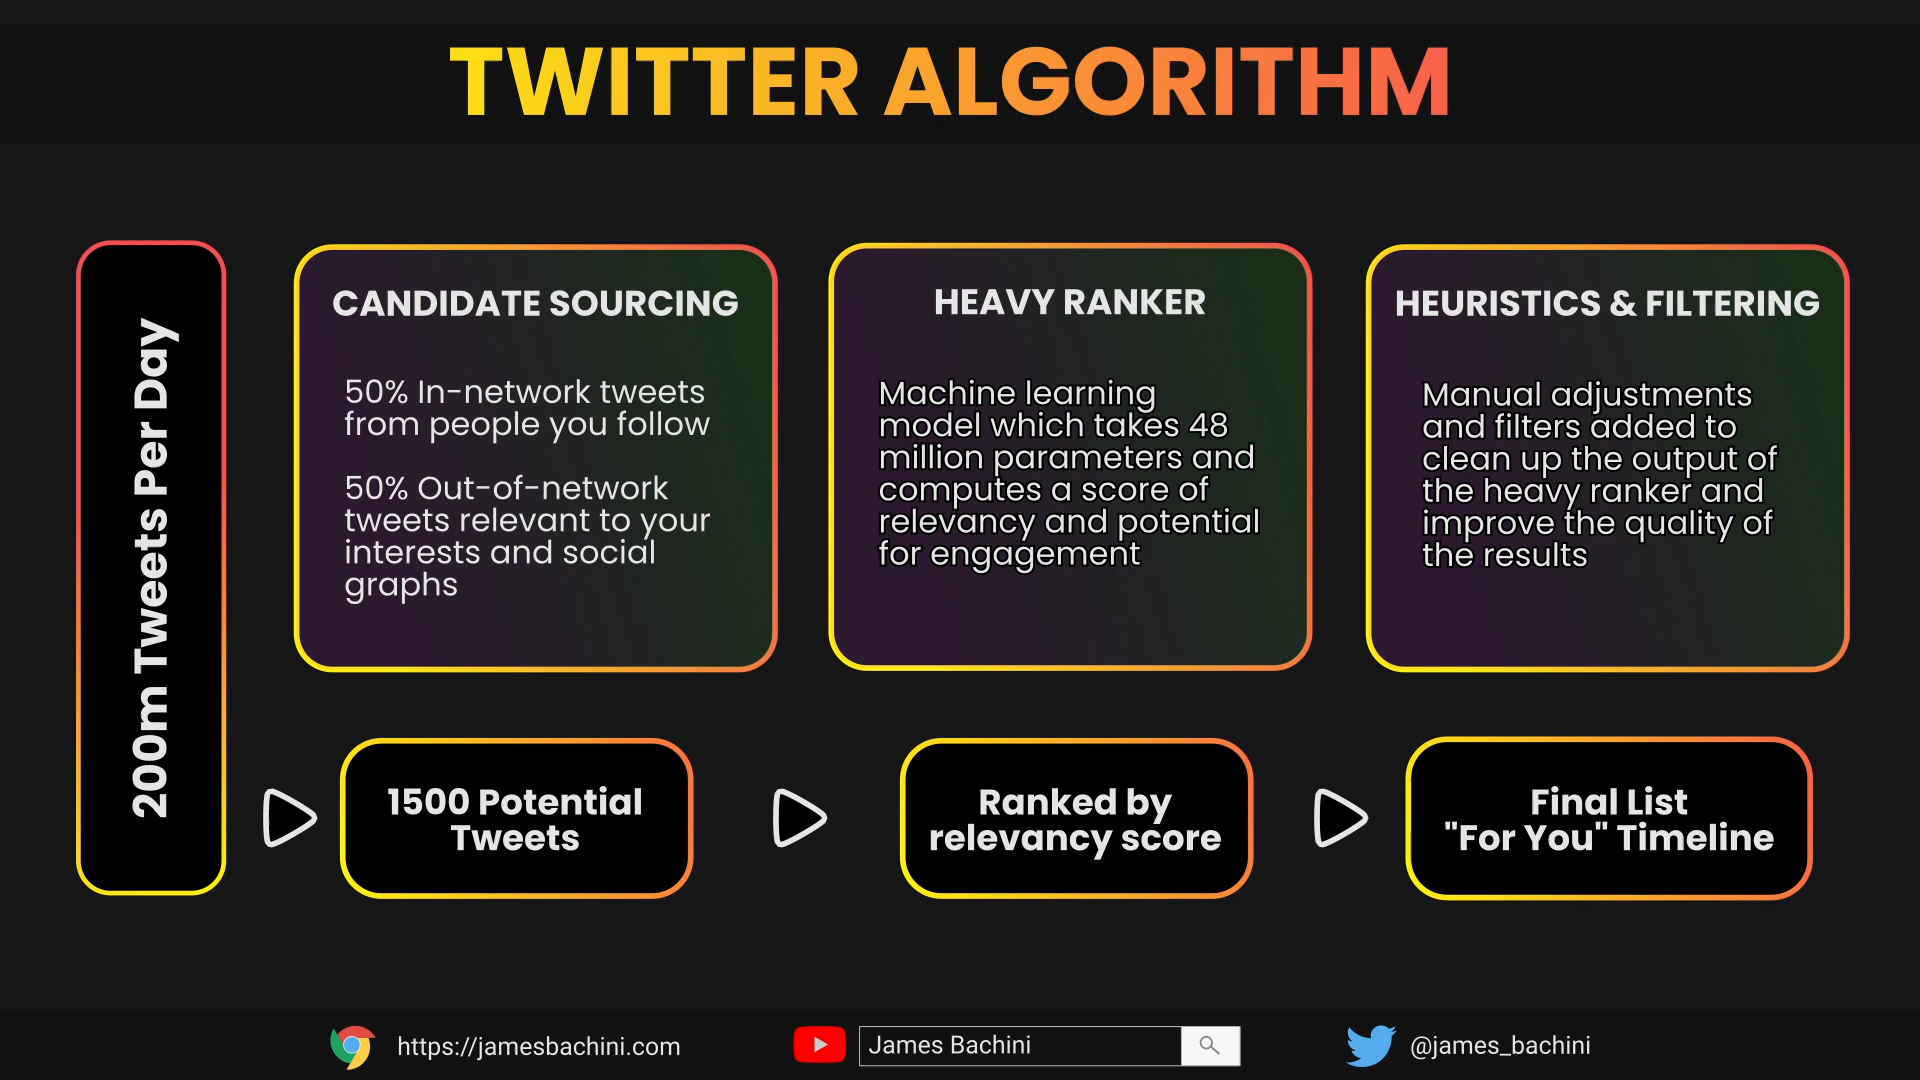 TWITTER ALGORITHM
200m Tweets Per Day
CANDIDATE SOURCING
50% In-network tweets
from people you follow
50% Out-of-network
tweets relevant to your
interests and social
graphs
HEAVY RANKER
Machine learning
model which takes 48
million parameters and
computes a score of
relevancy and potential
for engagement
HEURISTICS & FILTERING
Manual adjustments
and filters added to
clean up the output of
the heavy ranker and
improve the quality of
the results
1500 Potential
Tweets
Ranked by
relevancy score
Final List
"For You" Timeline
https://jamesbachini.com
James Bachini
@james_bachini